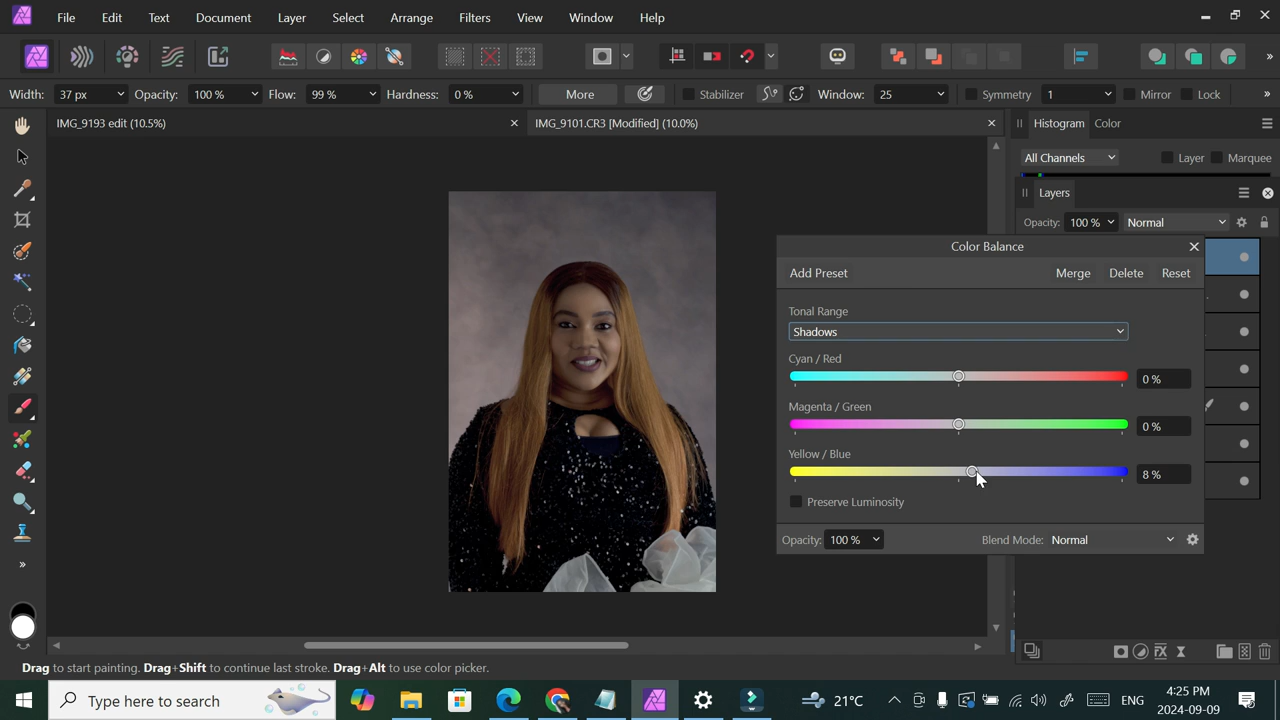 File Edit Text Document Layer Select Arrange Filters View Window Help
Width: 37 px Opacity: 100 % Flow: 99 % Hardness: 0 % More Stabilizer Window: 25 Symmetry 1 Mirror Lock
IMG_9193 edit (10.5%)
IMG_9101.CR3 [Modified] (10.0%)
Histogram Color
All Channels Layer Marquee
Layers
Opacity: 100 % Normal
Color Balance
Add Preset Merge Delete Reset
Tonal Range
Shadows
Cyan / Red
0 %
Magenta / Green
0 %
Yellow / Blue
8 %
Preserve Luminosity
Opacity: 100 % Blend Mode: Normal
Drag to start painting. Drag+Shift to continue last stroke. Drag+Alt to use color picker.
Type here to search
21°C
ENG
4:25 PM
2024-09-09